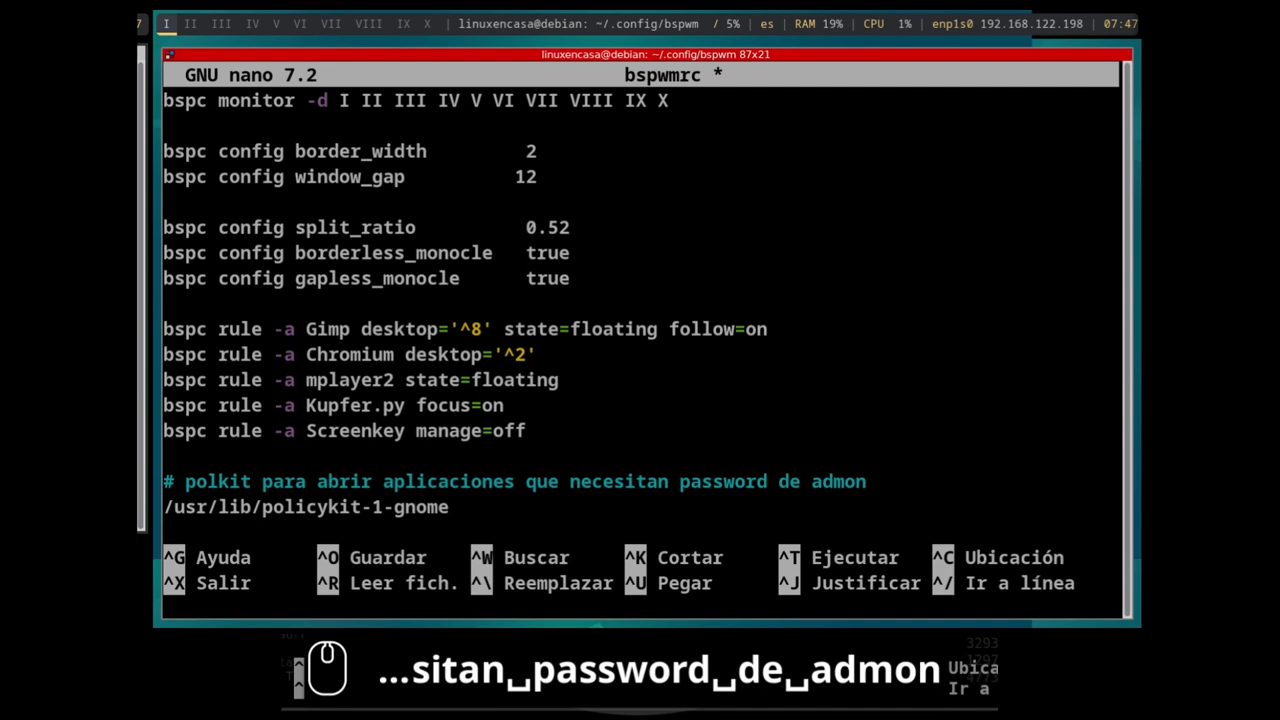 7 I II III IV V VI VII VIII IX X | linuxencasa@debian: ~/.config/bspwm / 5% | es | RAM 19% | CPU 1% | enp1s0 192.168.122.198 | 07:47
linuxencasa@debian: ~/.config/bspwm 87x21
GNU nano 7.2 bspwmrc *
bspc monitor -d I II III IV V VI VII VIII IX X
bspc config border_width 2
bspc config window_gap 12
bspc config split_ratio 0.52
bspc config borderless_monocle true
bspc config gapless_monocle true
bspc rule -a Gimp desktop='^8' state=floating follow=on
bspc rule -a Chromium desktop='^2'
bspc rule -a mplayer2 state=floating
bspc rule -a Kupfer.py focus=on
bspc rule -a Screenkey manage=off
# polkit para abrir aplicaciones que necesitan password de admon
/usr/lib/policykit-1-gnome
^G Ayuda ^O Guardar ^W Buscar ^K Cortar ^T Ejecutar ^C Ubicación
^X Salir ^R Leer fich. ^\ Reemplazar ^U Pegar ^J Justificar ^/ Ir a línea
3293
...sitan␣password␣de␣admon Ubica
^ Ir a